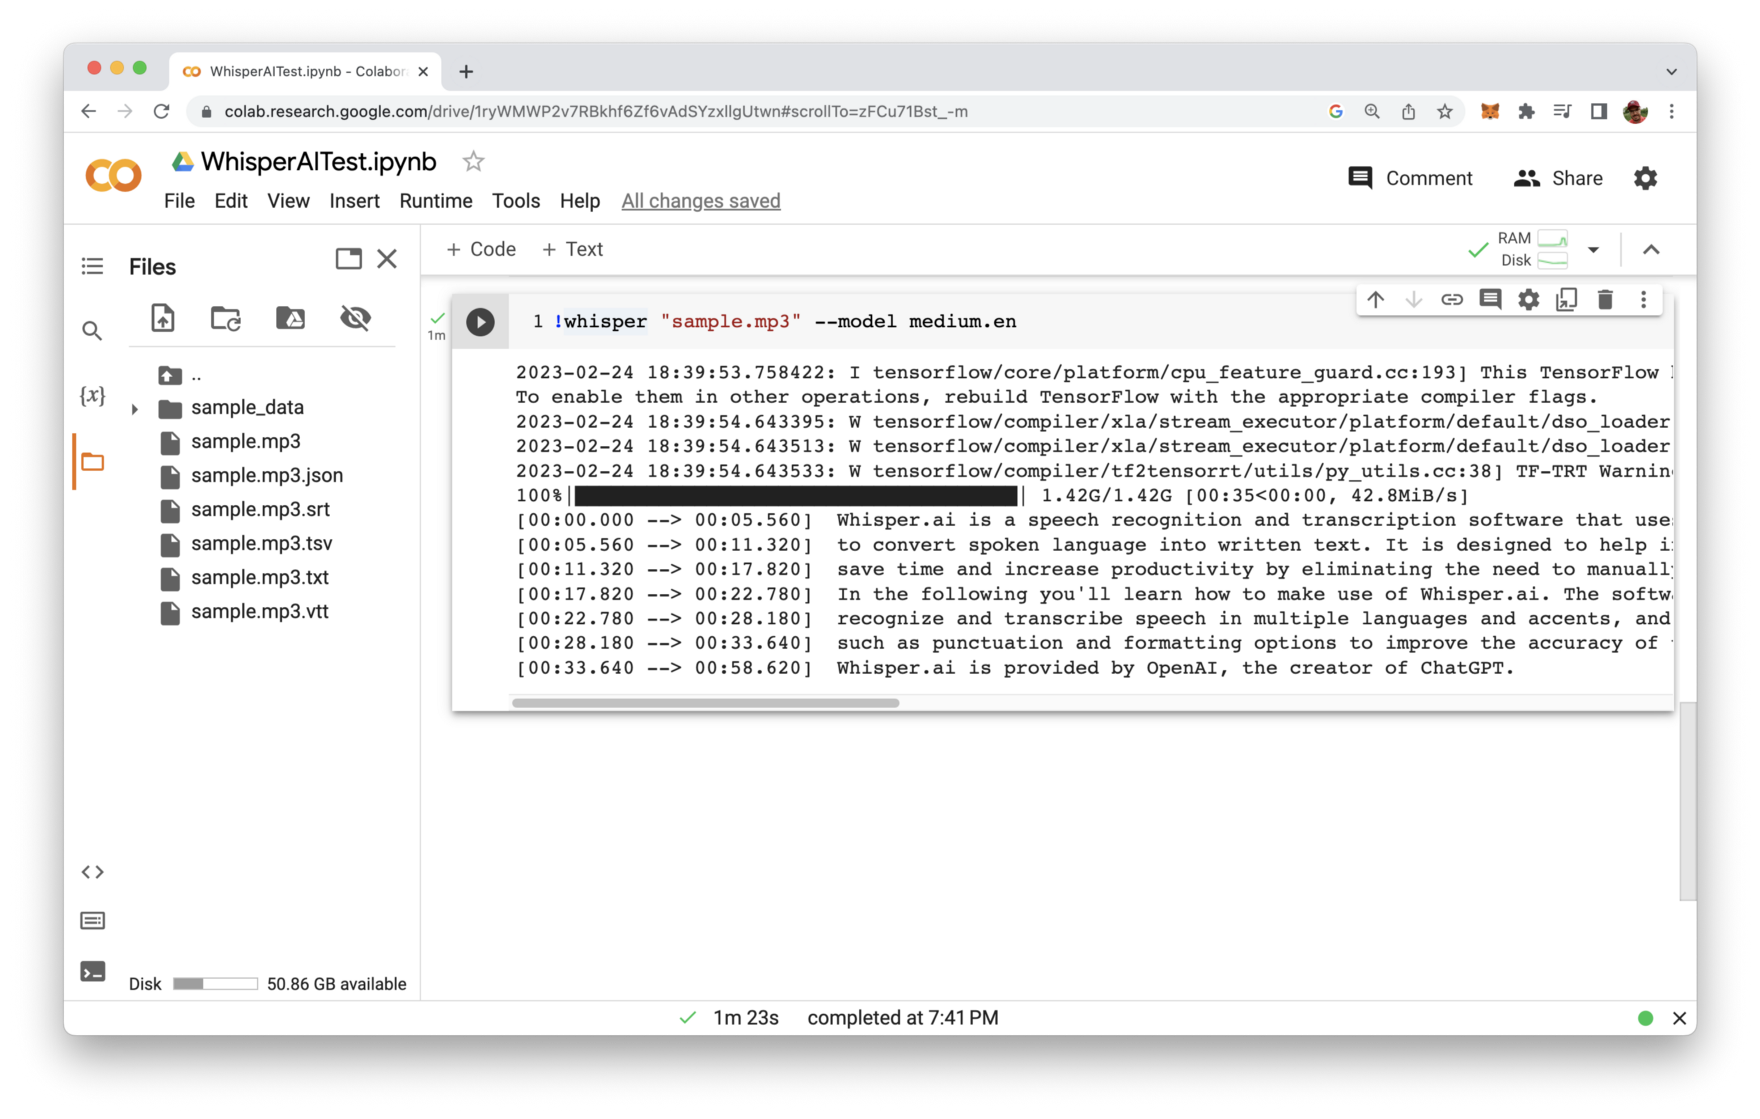 WhisperAITest.ipynb - Colabor
colab.research.google.com/drive/1ryWMWP2v7RBkhf6Zf6vAdSYzxlIgUtwn#scrollTo=zFCu71Bst_-m
WhisperAITest.ipynb
File Edit View Insert Runtime Tools Help All changes saved
Comment
Share
Files
+ Code + Text
RAM
Disk
..
sample_data
sample.mp3
sample.mp3.json
sample.mp3.srt
sample.mp3.tsv
sample.mp3.txt
sample.mp3.vtt
Disk 50.86 GB available
{x}
1m
1 !whisper "sample.mp3" --model medium.en
2023-02-24 18:39:53.758422: I tensorflow/core/platform/cpu_feature_guard.cc:193] This TensorFlow
To enable them in other operations, rebuild TensorFlow with the appropriate compiler flags.
2023-02-24 18:39:54.643395: W tensorflow/compiler/xla/stream_executor/platform/default/dso_loader
2023-02-24 18:39:54.643513: W tensorflow/compiler/xla/stream_executor/platform/default/dso_loader
2023-02-24 18:39:54.643533: W tensorflow/compiler/tf2tensorrt/utils/py_utils.cc:38] TF-TRT Warnin
100%| | 1.42G/1.42G [00:35<00:00, 42.8MiB/s]
[00:00.000 --> 00:05.560] Whisper.ai is a speech recognition and transcription software that use
[00:05.560 --> 00:11.320] to convert spoken language into written text. It is designed to help i
[00:11.320 --> 00:17.820] save time and increase productivity by eliminating the need to manually
[00:17.820 --> 00:22.780] In the following you'll learn how to make use of Whisper.ai. The softw
[00:22.780 --> 00:28.180] recognize and transcribe speech in multiple languages and accents, and
[00:28.180 --> 00:33.640] such as punctuation and formatting options to improve the accuracy of
[00:33.640 --> 00:58.620] Whisper.ai is provided by OpenAI, the creator of ChatGPT.
1m 23s completed at 7:41 PM